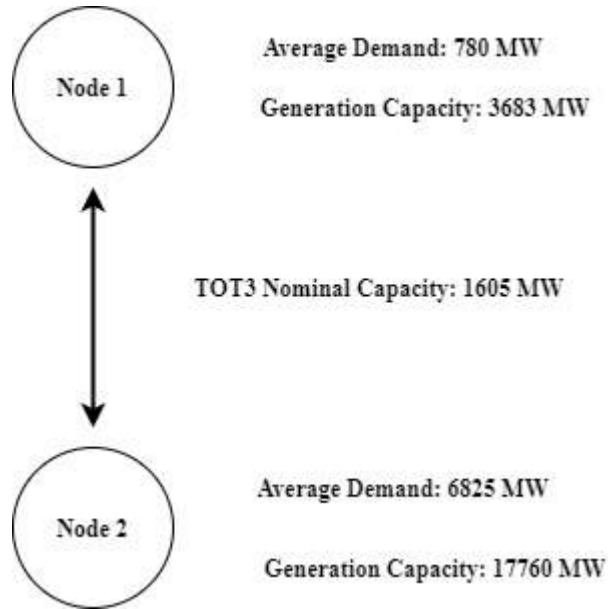 Average Demand: 780 MW
Node 1
Generation Capacity: 3683 MW
TOT3 Nominal Capacity: 1605 MW
Average Demand: 6825 MW
Node 2
Generation Capacity: 17760 MW